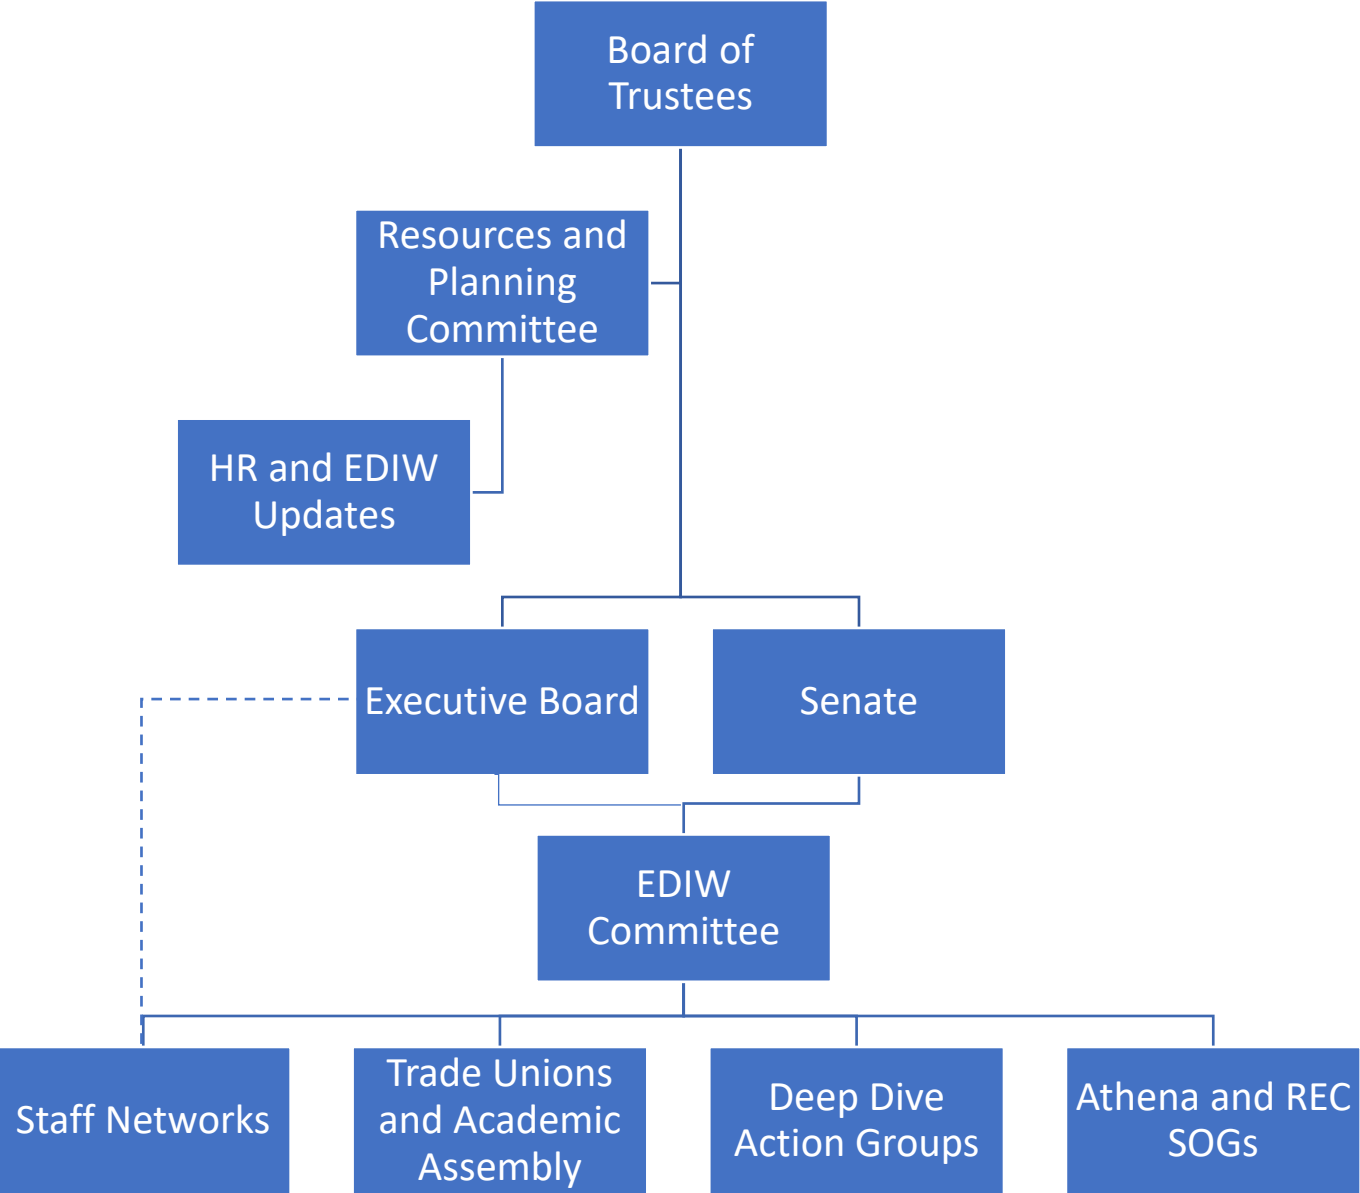 Board of
Trustees
Resources and
Planning
Committee
HR and EDIW
Updates
Executive Board
Senate
EDIW
Committee
Staff Networks
Trade Unions
and Academic
Assembly
Deep Dive
Action Groups
Athena and REC
SOGs